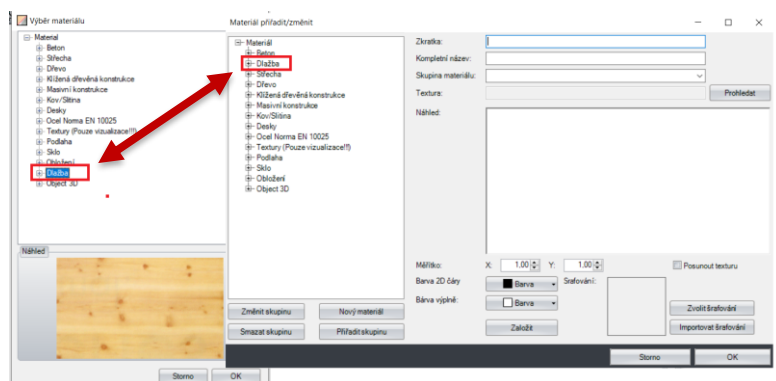 Výběr materiálu
Material
Beton
Střecha
Dřevo
Klížená dřevěná konstrukce
Masivní konstrukce
Kov/Slitina
Desky
Ocel Norma EN 10025
Textury (Pouze vizualizace!!!)
Podlaha
Sklo
Obložení
Dlažba
Object 3D
Náhled
Storno
OK
Materiál přiřadit/změnit
Materiál
Beton
Dlažba
Střecha
Dřevo
Klížená dřevěná konstrukce
Masivní konstrukce
Kov/Slitina
Desky
Ocel Norma EN 10025
Textury (Pouze vizualizace!!!)
Podlaha
Sklo
Obložení
Object 3D
Změnit skupinu
Nový materiál
Smazat skupinu
Přiřadit skupinu
Zkratka:
Kompletní název:
Skupina materiálu:
Textura:
Prohledat
Náhled:
Měřítko:
X: 1,00 Y: 1,00
Posunout texturu
Barva 2D čáry
Barva
Šrafování:
Bárva výplně:
Barva
Zvolit šrafování
Založit
Importovat šrafování
Storno
OK